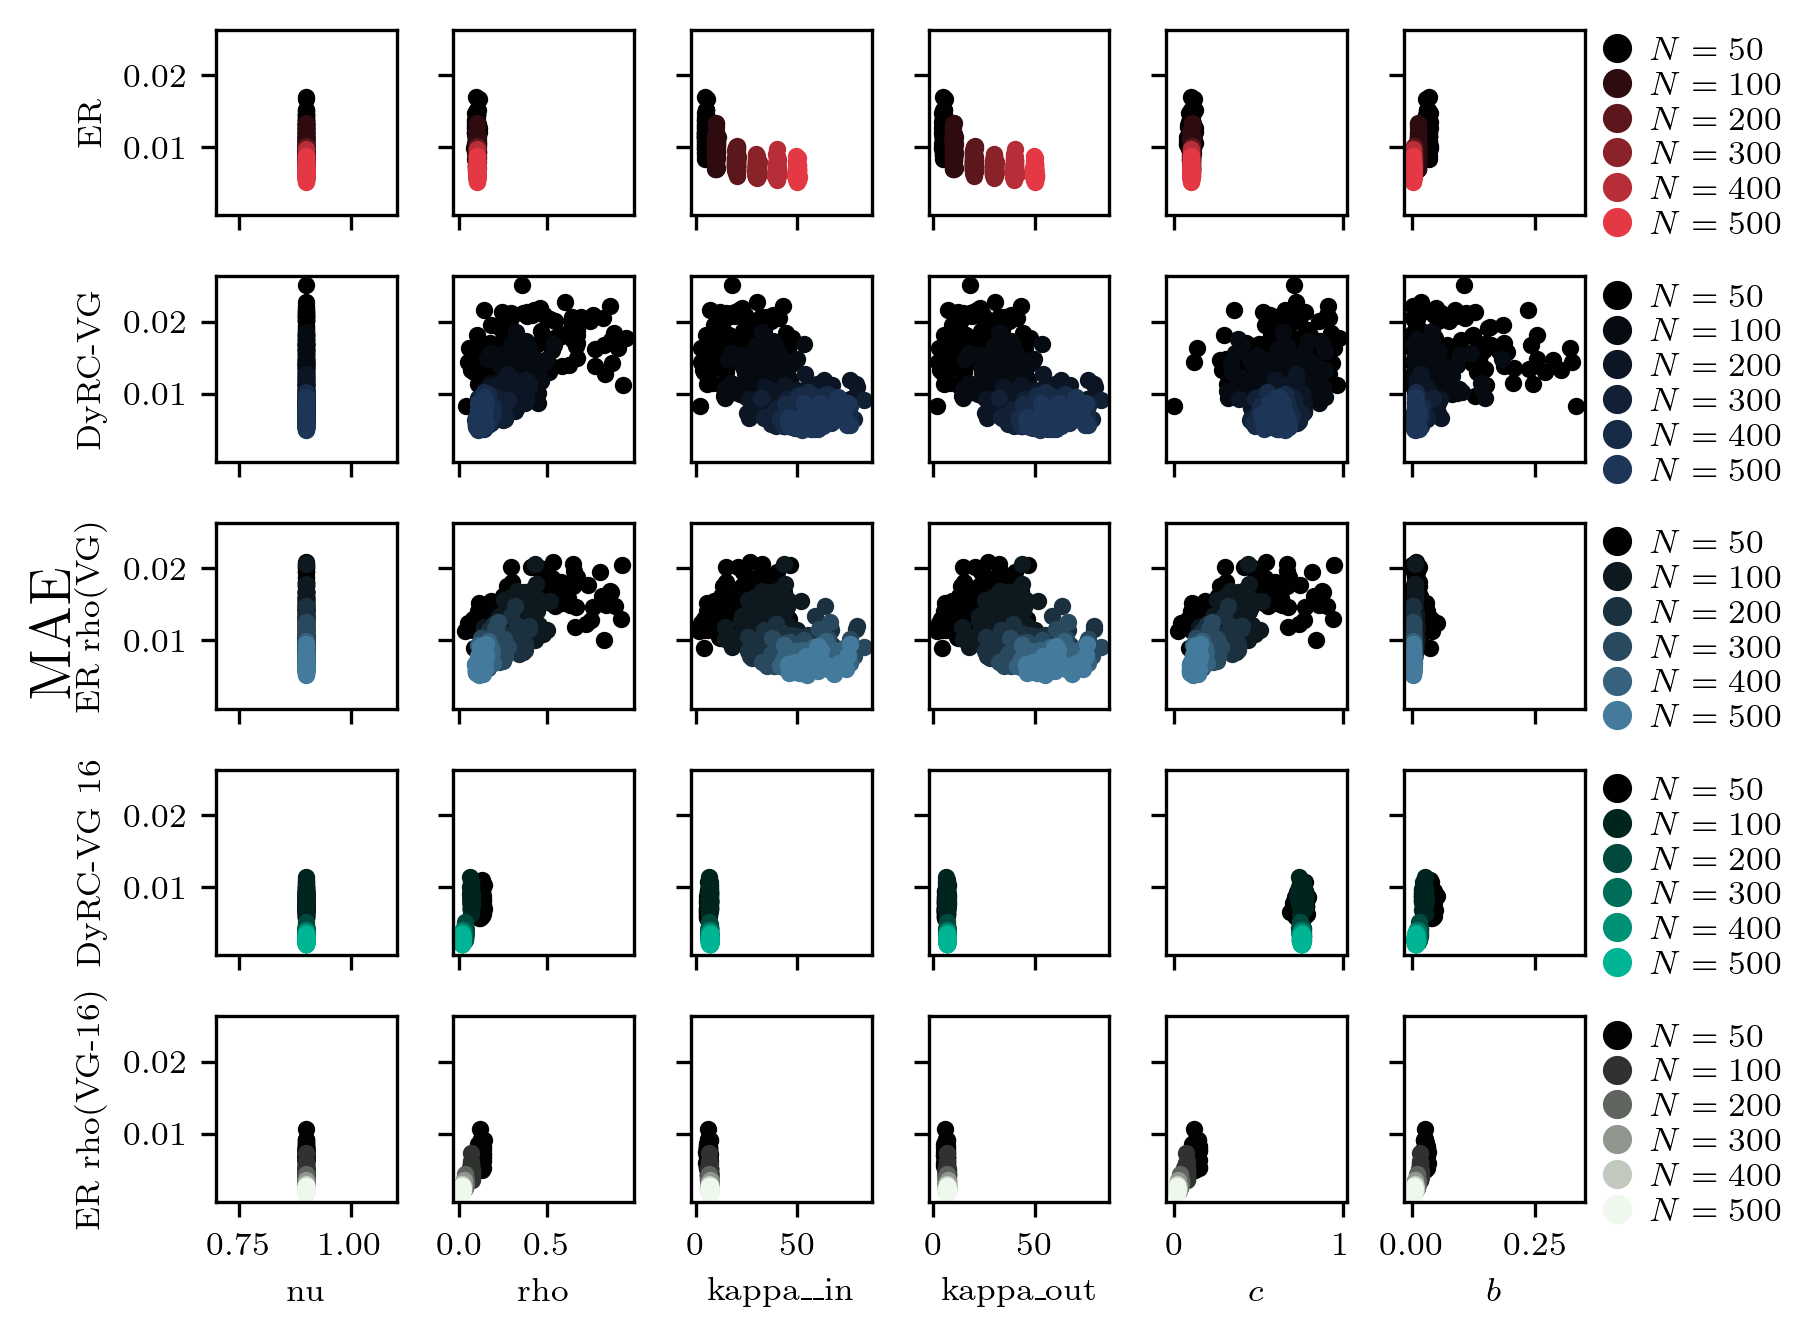 MAE
ER
0.02
0.01
N = 50
N = 100
N = 200
N = 300
N = 400
N = 500
DyRC-VG
0.02
0.01
N = 50
N = 100
N = 200
N = 300
N = 400
N = 500
ER rho(VG)
0.02
0.01
N = 50
N = 100
N = 200
N = 300
N = 400
N = 500
DyRC-VG 16
0.02
0.01
N = 50
N = 100
N = 200
N = 300
N = 400
N = 500
ER rho(VG-16)
0.02
0.01
N = 50
N = 100
N = 200
N = 300
N = 400
N = 500
0.75 1.00 0.0 0.5 0 50 0 50 0 1 0.00 0.25
nu rho kappa__in kappa_out c b